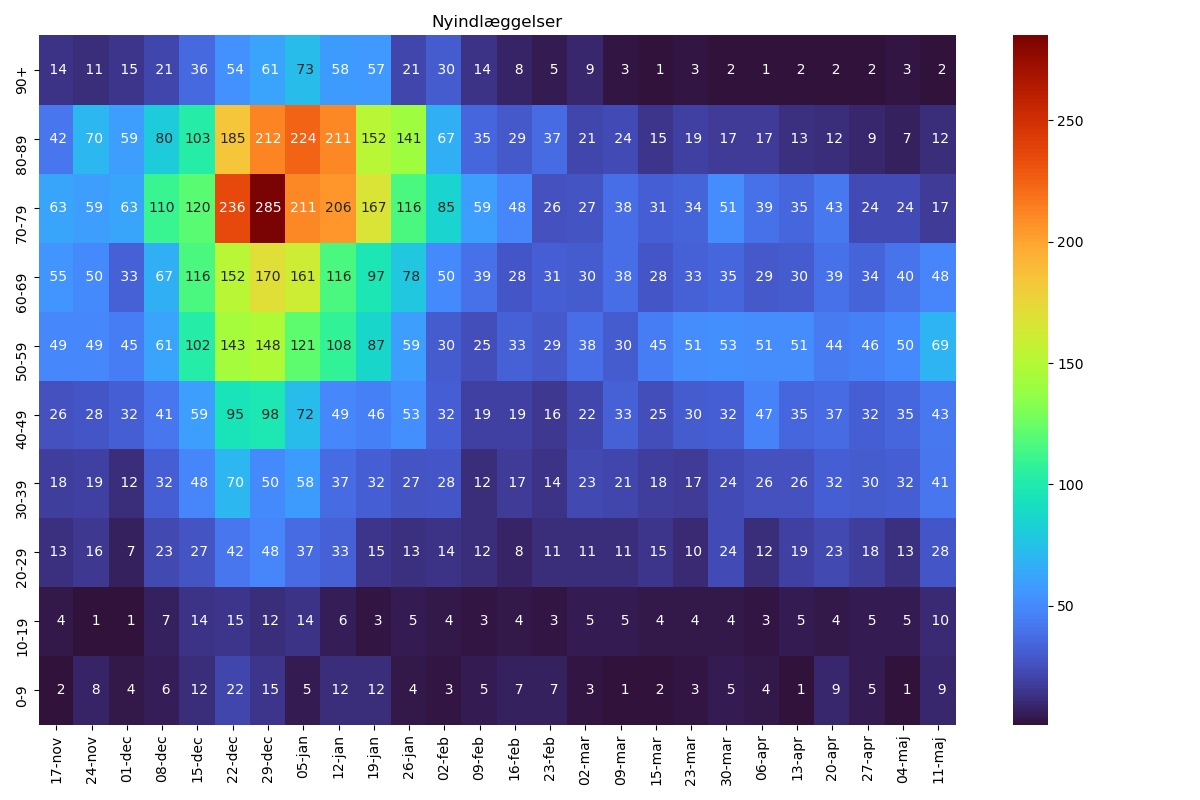 Nyindlæggelser
90+ 14 11 15 21 36 54 61 73 58 57 21 30 14 8 5 9 3 1 3 2 1 2 2 2 3 2
80-89 42 70 59 80 103 185 212 224 211 152 141 67 35 29 37 21 24 15 19 17 17 13 12 9 7 12
70-79 63 59 63 110 120 236 285 211 206 167 116 85 59 48 26 27 38 31 34 51 39 35 43 24 24 17
60-69 55 50 33 67 116 152 170 161 116 97 78 50 39 28 31 30 38 28 33 35 29 30 39 34 40 48
50-59 49 49 45 61 102 143 148 121 108 87 59 30 25 33 29 38 30 45 51 53 51 51 44 46 50 69
40-49 26 28 32 41 59 95 98 72 49 46 53 32 19 19 16 22 33 25 30 32 47 35 37 32 35 43
30-39 18 19 12 32 48 70 50 58 37 32 27 28 12 17 14 23 21 18 17 24 26 26 32 30 32 41
20-29 13 16 7 23 27 42 48 37 33 15 13 14 12 8 11 11 11 15 10 24 12 19 23 18 13 28
10-19 4 1 1 7 14 15 12 14 6 3 5 4 3 4 3 5 5 4 4 4 3 5 4 5 5 10
0-9 2 8 4 6 12 22 15 5 12 12 4 3 5 7 7 3 1 2 3 5 4 1 9 5 1 9
17-nov 24-nov 01-dec 08-dec 15-dec 22-dec 29-dec 05-jan 12-jan 19-jan 26-jan 02-feb 09-feb 16-feb 23-feb 02-mar 09-mar 15-mar 23-mar 30-mar 06-apr 13-apr 20-apr 27-apr 04-maj 11-maj
250
200
150
100
50